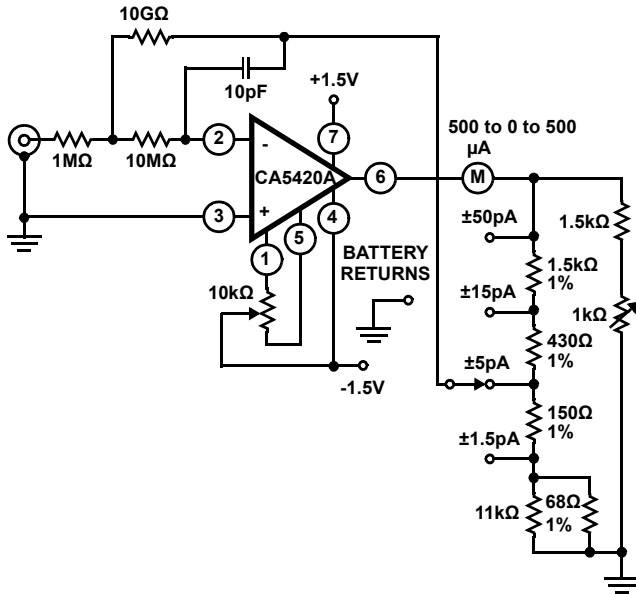 10GΩ
10pF
+1.5V
1MΩ
10MΩ
2
-
7
500 to 0 to 500
µA
CA5420A
6
M
3
+
4
5
1
±50pA
1.5kΩ
1.5kΩ
1%
BATTERY
RETURNS
10kΩ
±15pA
1kΩ
430Ω
1%
±5pA
-1.5V
150Ω
1%
±1.5pA
11kΩ
68Ω
1%